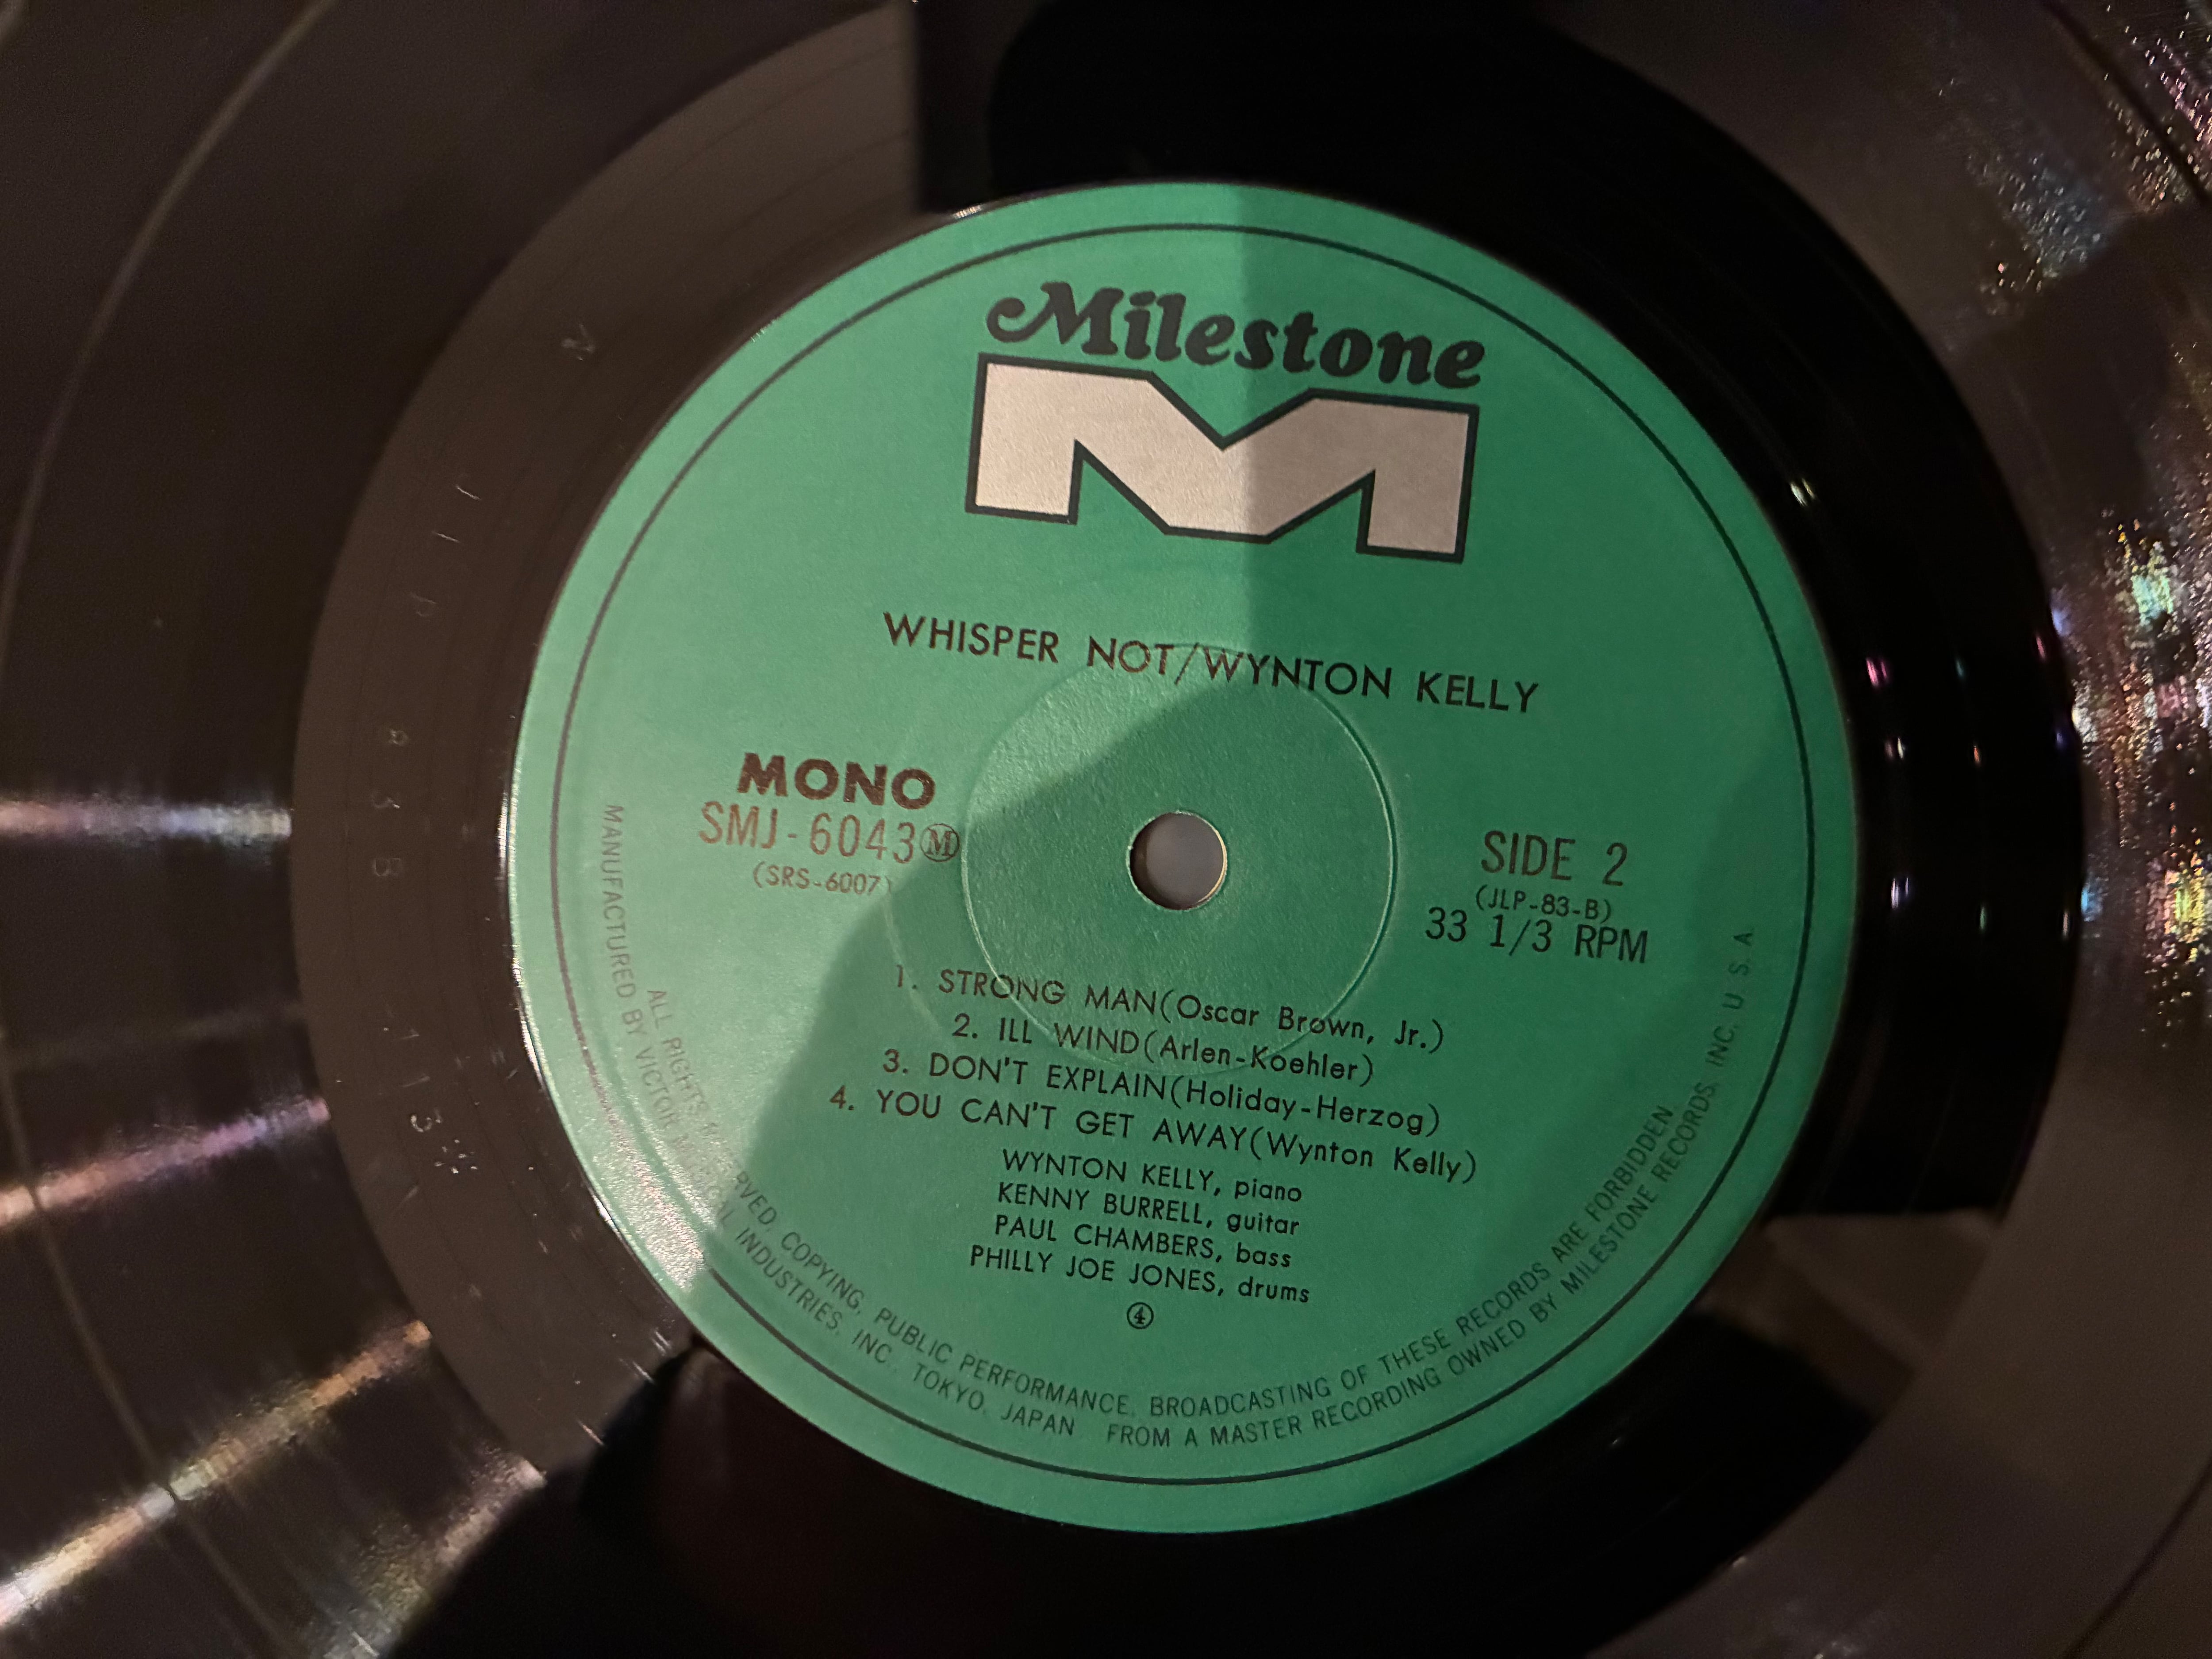 Milestone
M
WHISPER NOT/WYNTON KELLY
MONO
SMJ-6043Ⓜ
(SRS-6007)
SIDE 2
(JLP-83-B)
33 1/3 RPM
1. STRONG MAN(Oscar Brown, Jr.)
2. ILL WIND(Arlen-Koehler)
3. DON'T EXPLAIN(Holiday-Herzog)
4. YOU CAN'T GET AWAY(Wynton Kelly)
WYNTON KELLY, piano
KENNY BURRELL, guitar
PAUL CHAMBERS, bass
PHILLY JOE JONES, drums
④
ALL RIGHTS RVED. COPYING, PUBLIC PERFORMANCE, BROADCASTING OF THESE RECORDS ARE FORBIDDEN
MANUFACTURED BY VICTOR MUSICAL INDUSTRIES, INC. TOKYO, JAPAN FROM A MASTER RECORDING OWNED BY MILESTONE RECORDS, INC. U.S.A.